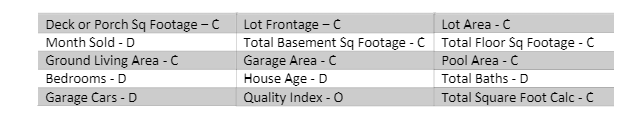 Deck or Porch Sq Footage – C Lot Frontage – C Lot Area - C
Month Sold - D Total Basement Sq Footage - C Total Floor Sq Footage - C
Ground Living Area - C Garage Area - C Pool Area - C
Bedrooms - D House Age - D Total Baths - D
Garage Cars - D Quality Index - O Total Square Foot Calc - C